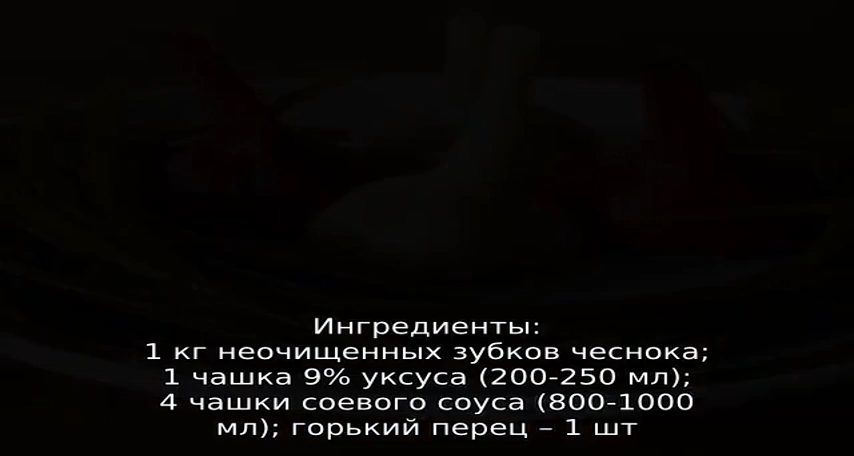 Ингредиенты:
1 кг неочищенных зубков чеснока;
1 чашка 9% уксуса (200-250 мл);
4 чашки соевого соуса (800-1000
мл); горький перец – 1 шт